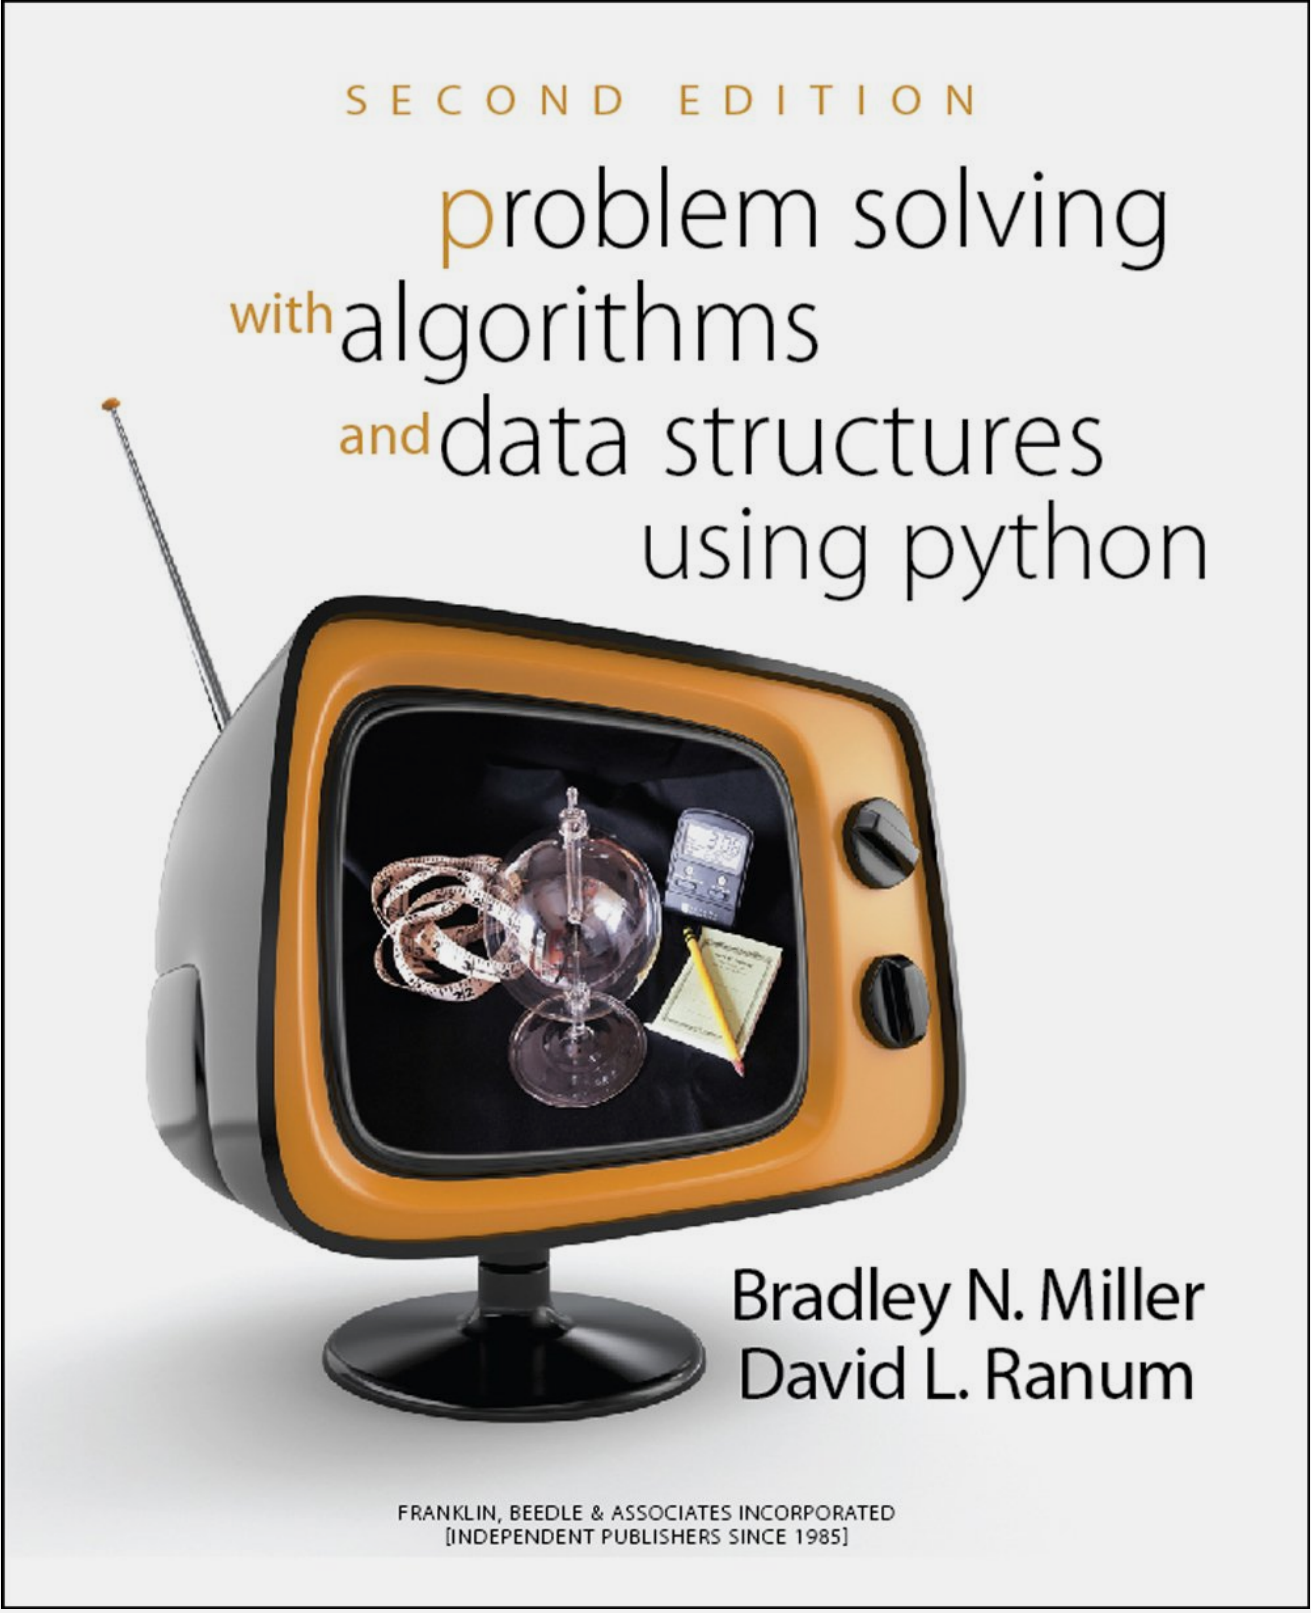 SECOND EDITION
problem solving
with algorithms
and data structures
using python
Bradley N. Miller
David L. Ranum
FRANKLIN, BEEDLE & ASSOCIATES INCORPORATED
[INDEPENDENT PUBLISHERS SINCE 1985]